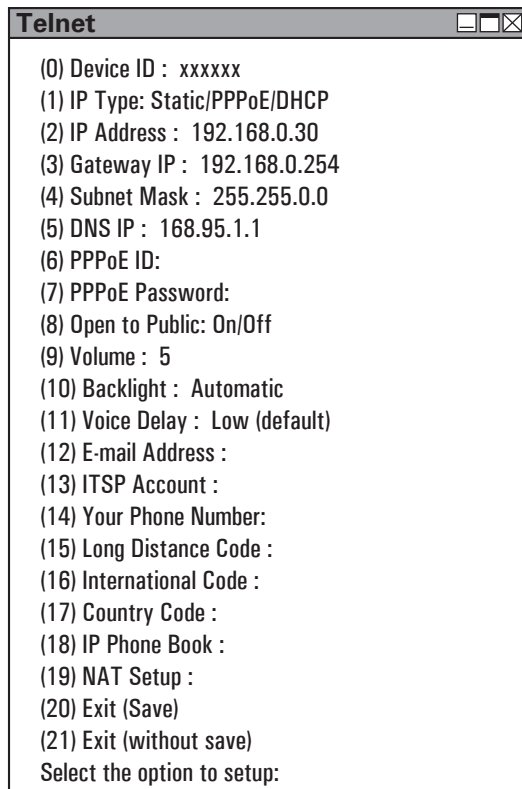 Telnet
(0) Device ID : xxxxxx
(1) IP Type: Static/PPPoE/DHCP
(2) IP Address : 192.168.0.30
(3) Gateway IP : 192.168.0.254
(4) Subnet Mask : 255.255.0.0
(5) DNS IP : 168.95.1.1
(6) PPPoE ID:
(7) PPPoE Password:
(8) Open to Public: On/Off
(9) Volume : 5
(10) Backlight : Automatic
(11) Voice Delay : Low (default)
(12) E-mail Address :
(13) ITSP Account :
(14) Your Phone Number:
(15) Long Distance Code :
(16) International Code :
(17) Country Code :
(18) IP Phone Book :
(19) NAT Setup :
(20) Exit (Save)
(21) Exit (without save)
Select the option to setup: